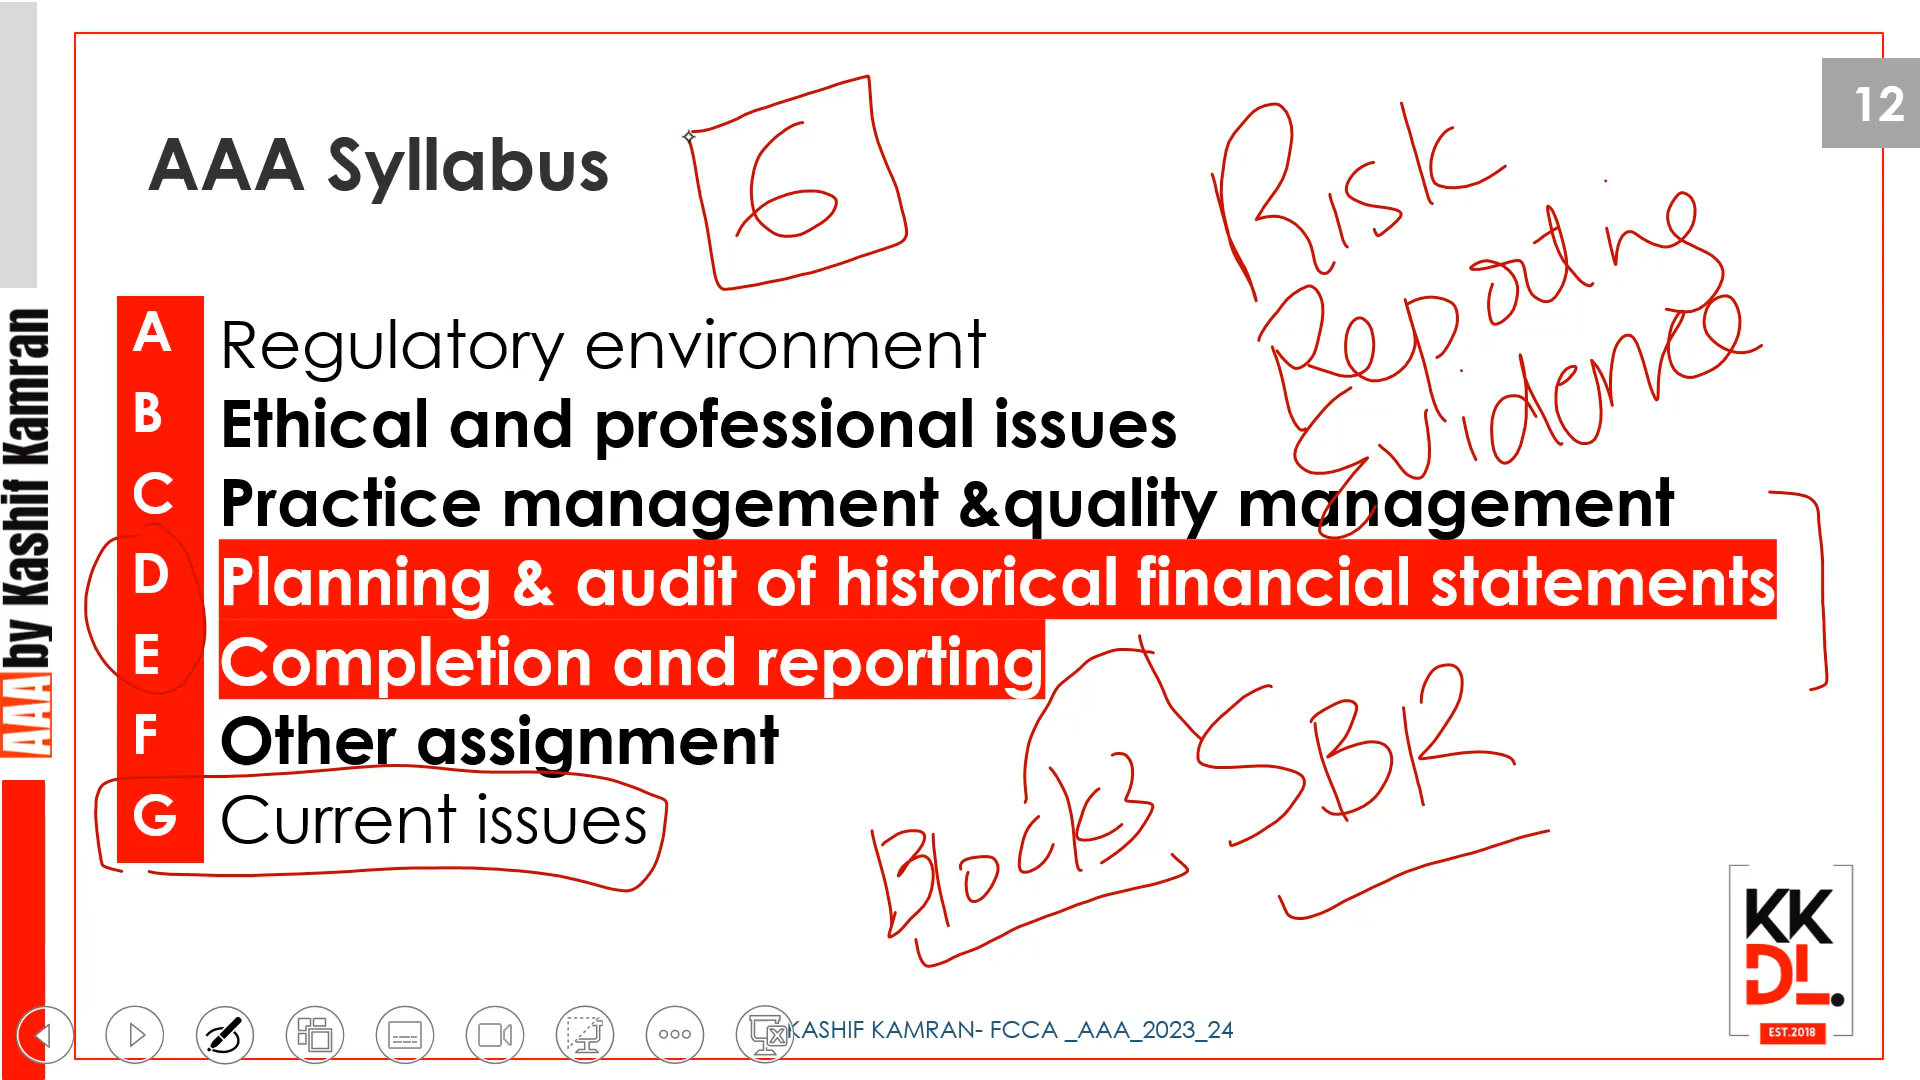 12
AAA Syllabus
6
Risk
Reporting
Evidence
A Regulatory environment
B Ethical and professional issues
C Practice management &quality management
D Planning & audit of historical financial statements
E Completion and reporting
F Other assignment
G Current issues
SBR
AAA by Kashif Kamran
KK
DL.
EST.2018
KASHIF KAMRAN- FCCA _AAA_2023_24